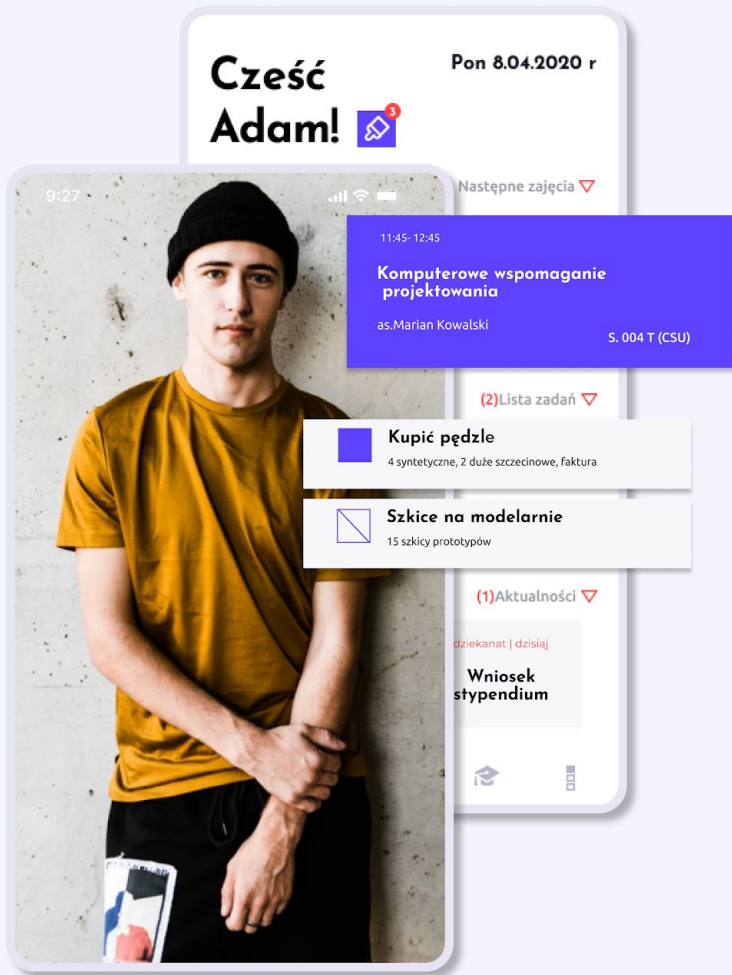 Cześć
Pon 8.04.2020 r
Adam!
3
9:27
Następne zajęcia
11:45- 12:45
Komputerowe wspomaganie
projektowania
as.Marian Kowalski
S. 004 T (CSU)
(2)Lista zadań
Kupić pędzle
4 syntetyczne, 2 duże szczecinowe, faktura
Szkice na modelarnie
15 szkicy prototypów
(1)Aktualności
dziekanat | dzisiaj
Wniosek
stypendium